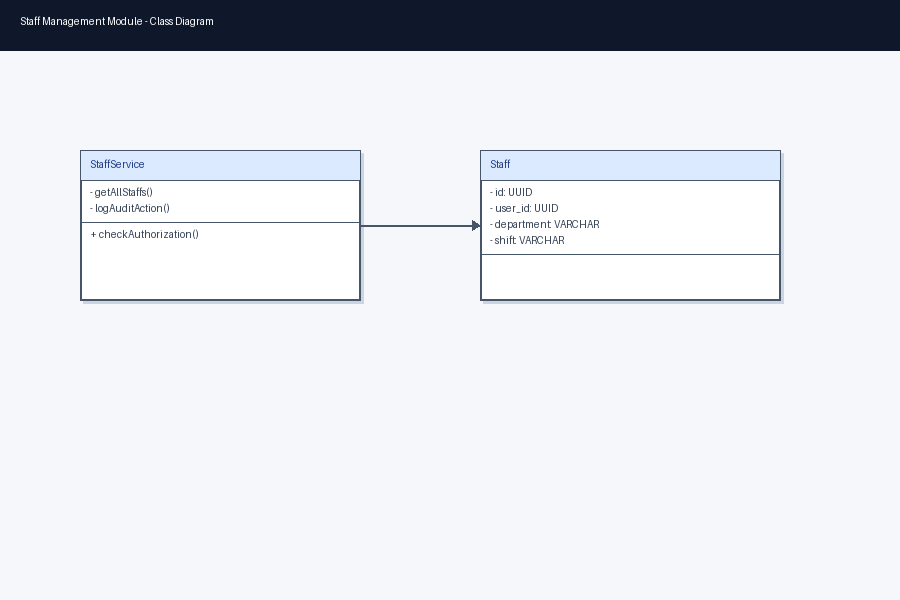 Staff Management Module - Class Diagram
StaffService
- getAllStaffs()
- logAuditAction()
+ checkAuthorization()
Staff
- id: UUID
- user_id: UUID
- department: VARCHAR
- shift: VARCHAR